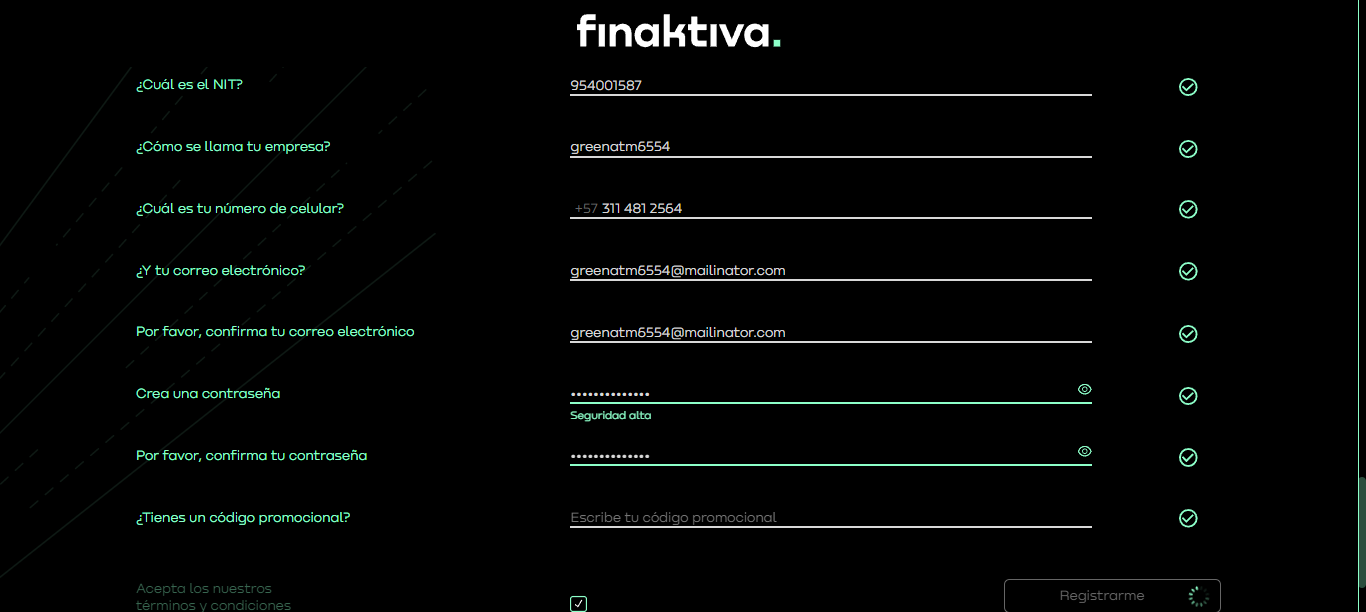 finaktiva.
¿Cuál es el NIT? 954001587
¿Cómo se llama tu empresa? greenatm6554
¿Cuál es tu número de celular? +57 311 481 2564
¿Y tu correo electrónico? greenatm6554@mailinator.com
Por favor, confirma tu correo electrónico greenatm6554@mailinator.com
Crea una contraseña ••••••••••••••
Seguridad alta
Por favor, confirma tu contraseña ••••••••••••••
¿Tienes un código promocional? Escribe tu código promocional
Acepta los nuestros
términos y condiciones
Registrarme